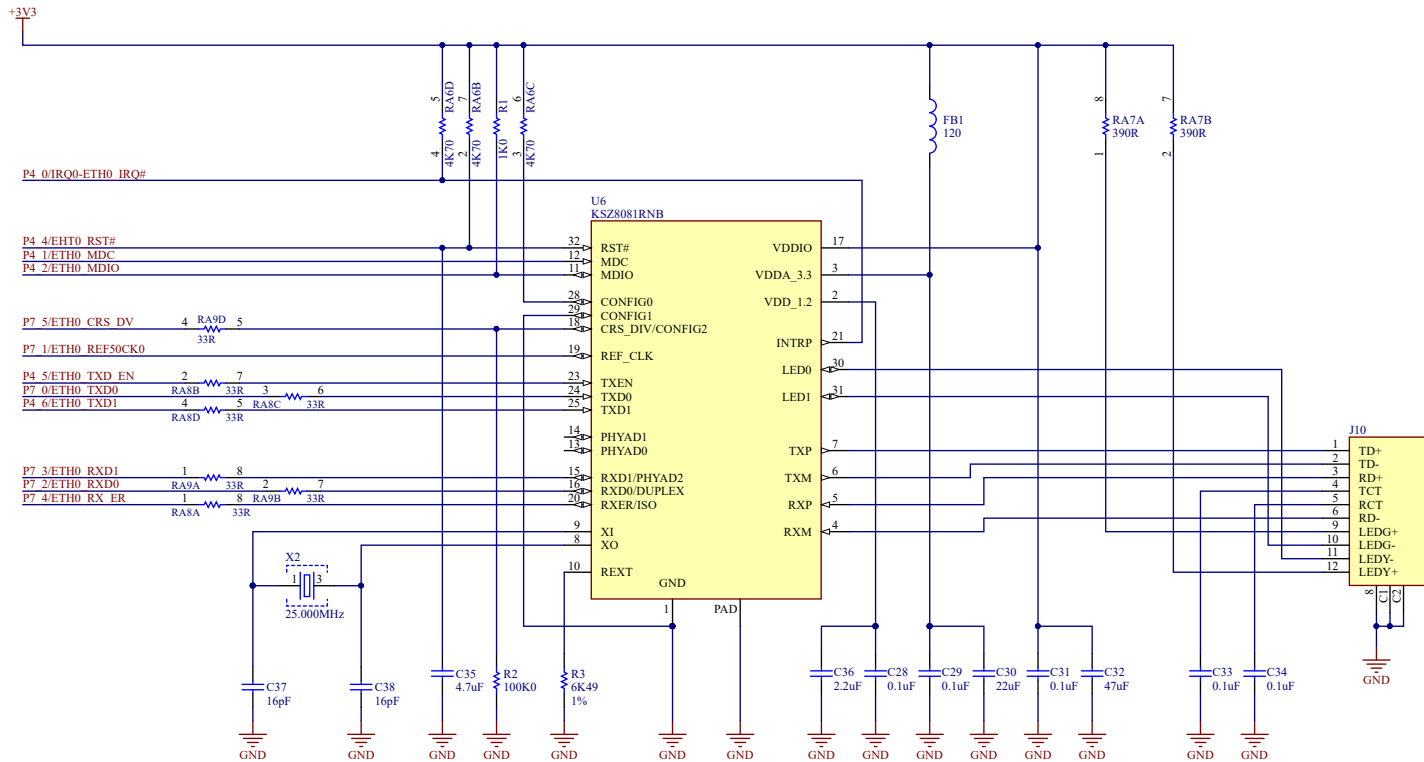 +3V3
5 RA6D 4 4K70
7 RA6B 2 4K70
R1 1K0
6 RA6C 3 4K70
FB1
120
8 RA7A 390R 1
7 RA7B 390R 2
P4_0/IRQ0-ETH0_IRQ#
U6
KSZ8081RNB
P4_4/EHT0_RST# 32 RST# VDDIO 17
P4_1/ETH0_MDC 12 MDC
P4_2/ETH0_MDIO 11 MDIO VDDA_3.3 3
28 CONFIG0 VDD_1.2 2
29 CONFIG1
P7_5/ETH0_CRS_DV 4 RA9D 5 18 CRS_DIV/CONFIG2
33R
INTRP 21
P7_1/ETH0_REF50CK0 19 REF_CLK
LED0 30
P4_5/ETH0_TXD_EN 2 7 23 TXEN
RA8B 33R
P7_0/ETH0_TXD0 3 6 24 TXD0 LED1 31
RA8C 33R
P4_6/ETH0_TXD1 4 5 25 TXD1
RA8D 33R
14 PHYAD1
13 PHYAD0 TXP 7
P7_3/ETH0_RXD1 1 8 15 RXD1/PHYAD2 TXM 6
RA9A 33R
P7_2/ETH0_RXD0 2 7 16 RXD0/DUPLEX
RA9B 33R
P7_4/ETH0_RX_ER 1 8 20 RXER/ISO RXP 5
RA8A 33R
9 XI RXM 4
8 XO
10 REXT
GND
1 PAD
J10
1 TD+
2 TD-
3 RD+
4 TCT
5 RCT
6 RD-
9 LEDG+
10 LEDG-
11 LEDY-
12 LEDY+
8 C1 C2
GND
X2
1 3
25.000MHz
C37
16pF
C38
16pF
C35
4.7uF
R2
100K0
R3
6K49
1%
C36
2.2uF
C28
0.1uF
C29
0.1uF
C30
22uF
C31
0.1uF
C32
47uF
C33
0.1uF
C34
0.1uF
GND GND GND GND GND GND GND GND GND GND GND GND GND GND GND